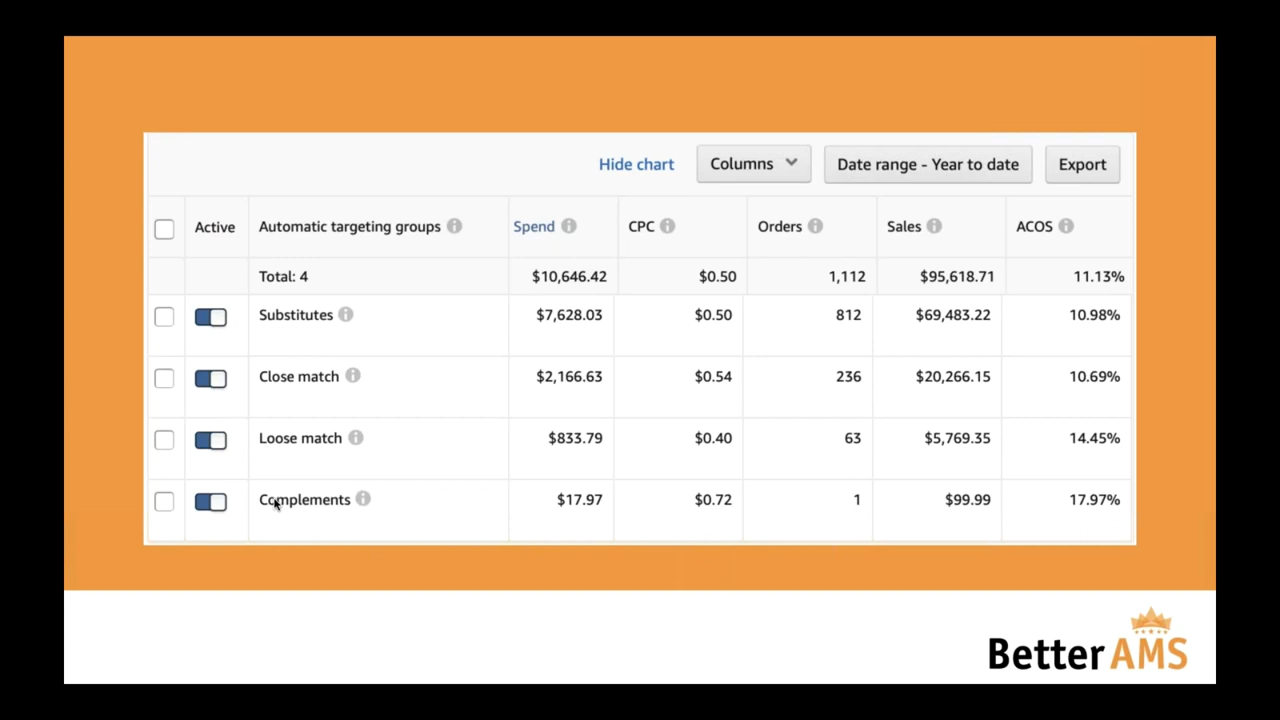 Hide chart Columns Date range - Year to date Export
Active Automatic targeting groups Spend CPC Orders Sales ACOS
Total: 4 $10,646.42 $0.50 1,112 $95,618.71 11.13%
Substitutes $7,628.03 $0.50 812 $69,483.22 10.98%
Close match $2,166.63 $0.54 236 $20,266.15 10.69%
Loose match $833.79 $0.40 63 $5,769.35 14.45%
Complements $17.97 $0.72 1 $99.99 17.97%
BetterAMS